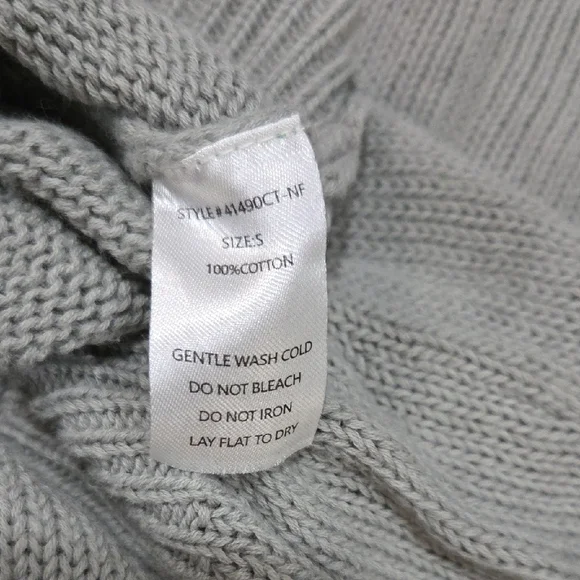 STYLE#41490CT-NF
SIZE:S
100%COTTON
GENTLE WASH COLD
DO NOT BLEACH
DO NOT IRON
LAY FLAT TO DRY